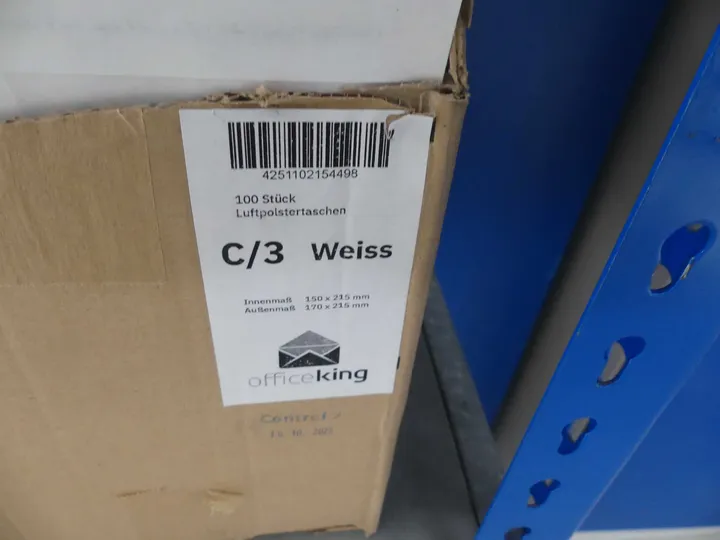 4251102154498
100 Stück
Luftpolstertaschen
C/3 Weiss
Innenmaß 150 x 215 mm
Außenmaß 170 x 215 mm
officeking